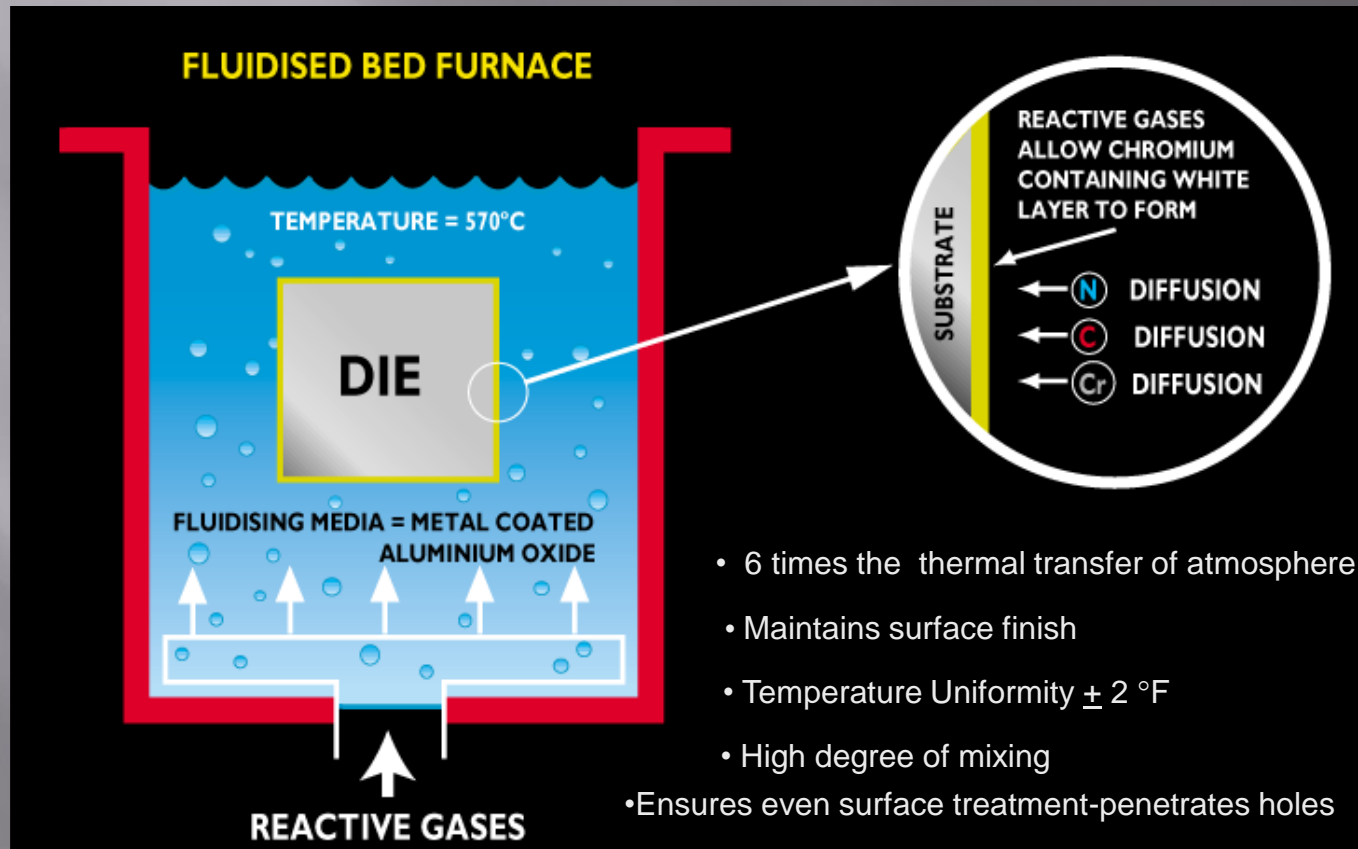 FLUIDISED BED FURNACE
TEMPERATURE = 570°C
DIE
FLUIDISING MEDIA = METAL COATED
ALUMINIUM OXIDE
REACTIVE GASES
REACTIVE GASES
ALLOW CHROMIUM
CONTAINING WHITE
LAYER TO FORM
SUBSTRATE
N DIFFUSION
C DIFFUSION
Cr DIFFUSION
• 6 times the thermal transfer of atmosphere
• Maintains surface finish
• Temperature Uniformity ± 2 °F
• High degree of mixing
•Ensures even surface treatment-penetrates holes